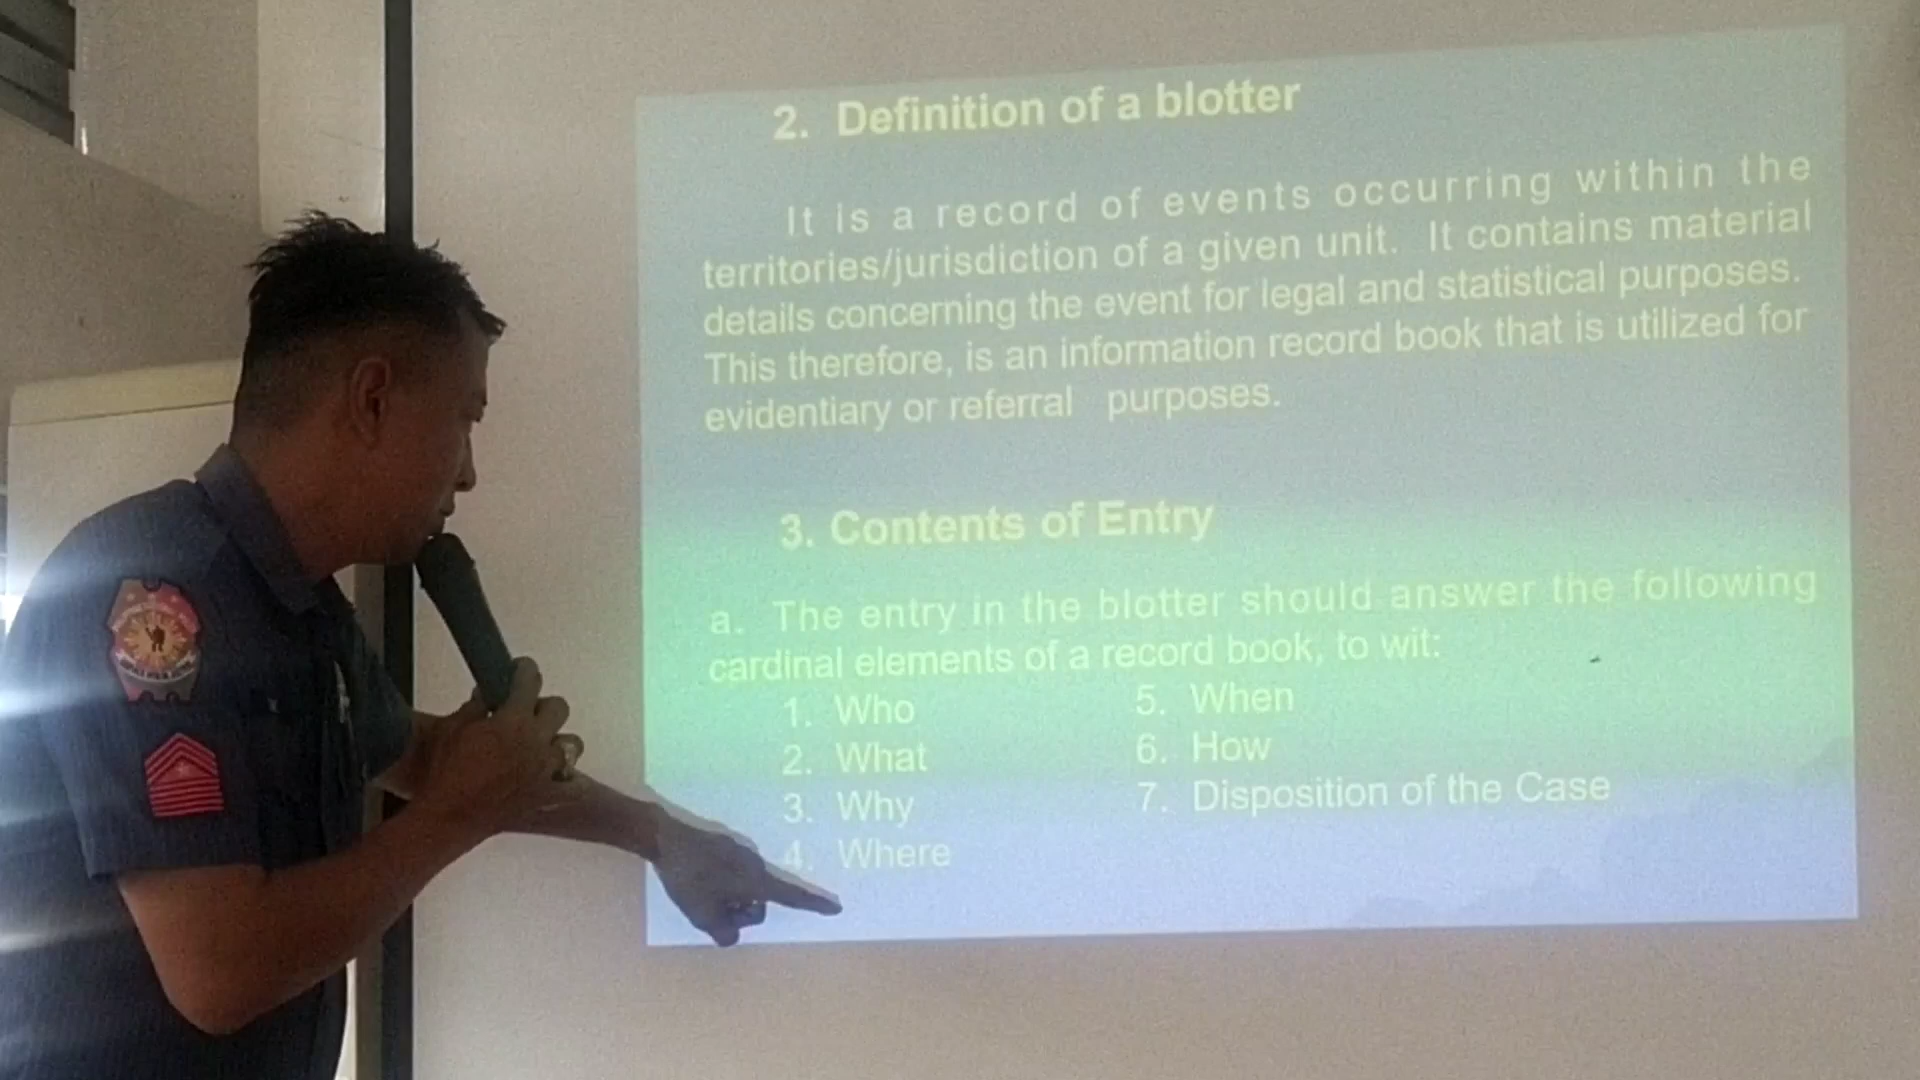 2. Definition of a blotter
It is a record of events occurring within the
territories/jurisdiction of a given unit. It contains material
details concerning the event for legal and statistical purposes.
This therefore, is an information record book that is utilized for
evidentiary or referral purposes.
3. Contents of Entry
a. The entry in the blotter should answer the following
cardinal elements of a record book, to wit:
1. Who
2. What
3. Why
4. Where
5. When
6. How
7. Disposition of the Case